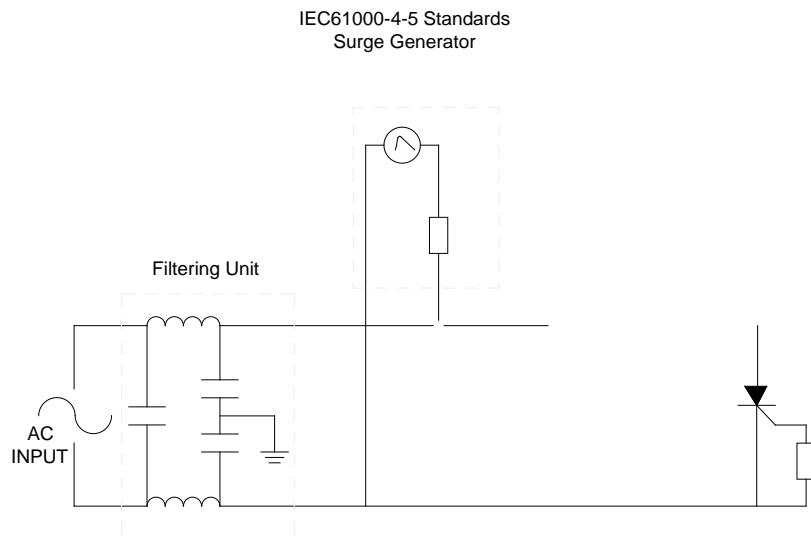 IEC61000-4-5 Standards
Surge Generator
Filtering Unit
AC
INPUT